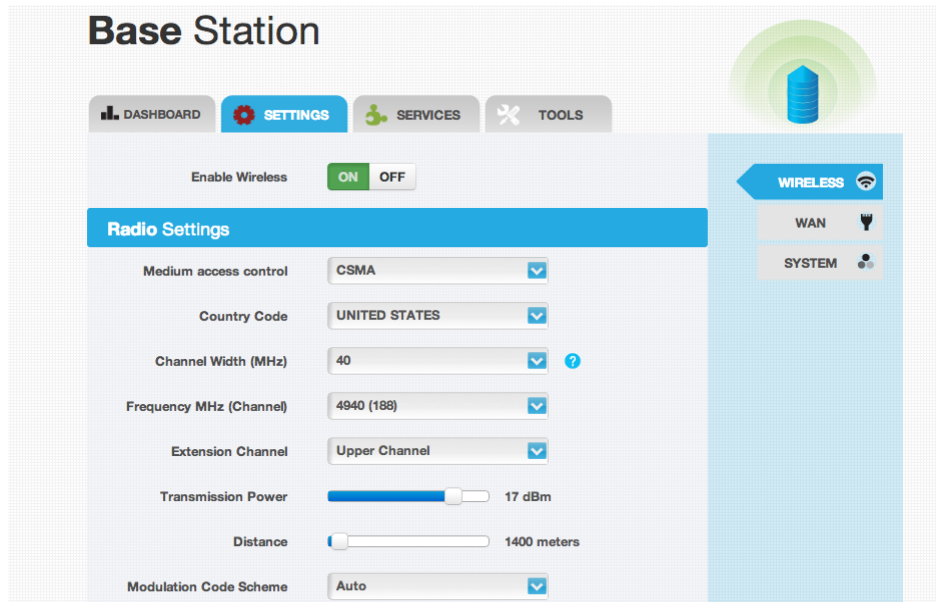 Base Station
DASHBOARD SETTINGS SERVICES TOOLS
Enable Wireless ON OFF
WIRELESS
Radio Settings
WAN
Medium access control CSMA
SYSTEM
Country Code UNITED STATES
Channel Width (MHz) 40 ?
Frequency MHz (Channel) 4940 (188)
Extension Channel Upper Channel
Transmission Power 17 dBm
Distance 1400 meters
Modulation Code Scheme Auto